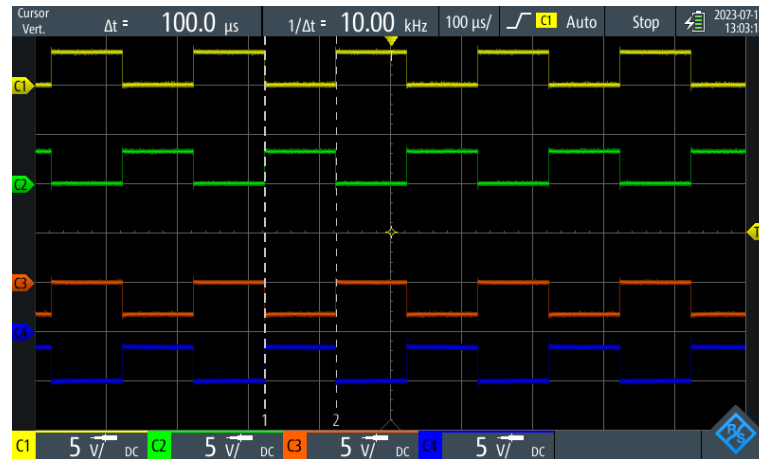 Cursor Vert. Δt = 100.0 µs 1/Δt = 10.00 kHz 100 µs/ C1 Auto Stop 2023-07-1
13:03:1
C1
C2
T
C3
C4
1 2
C1 5 V/ DC C2 5 V/ DC C3 5 V/ DC C4 5 V/ DC
R&S